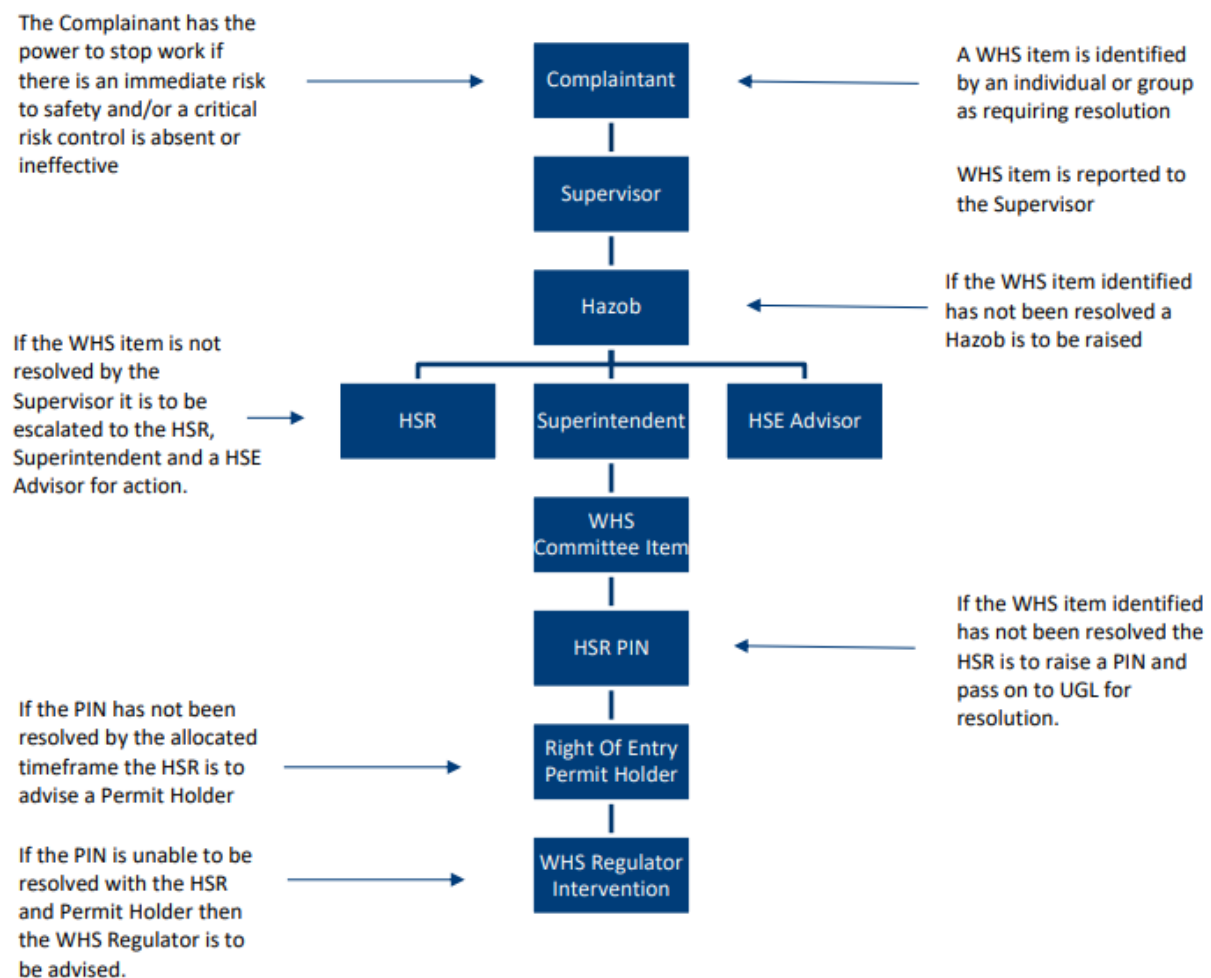 The Complainant has the
power to stop work if
there is an immediate risk
to safety and/or a critical
risk control is absent or
ineffective
Complaintant
A WHS item is identified
by an individual or group
as requiring resolution
Supervisor
WHS item is reported to
the Supervisor
Hazob
If the WHS item identified
has not been resolved a
Hazob is to be raised
If the WHS item is not
resolved by the
Supervisor it is to be
escalated to the HSR,
Superintendent and a HSE
Advisor for action.
HSR
Superintendent
HSE Advisor
WHS
Committee Item
HSR PIN
If the WHS item identified
has not been resolved the
HSR is to raise a PIN and
pass on to UGL for
resolution.
If the PIN has not been
resolved by the allocated
timeframe the HSR is to
advise a Permit Holder
Right Of Entry
Permit Holder
If the PIN is unable to be
resolved with the HSR
and Permit Holder then
the WHS Regulator is to
be advised.
WHS Regulator
Intervention